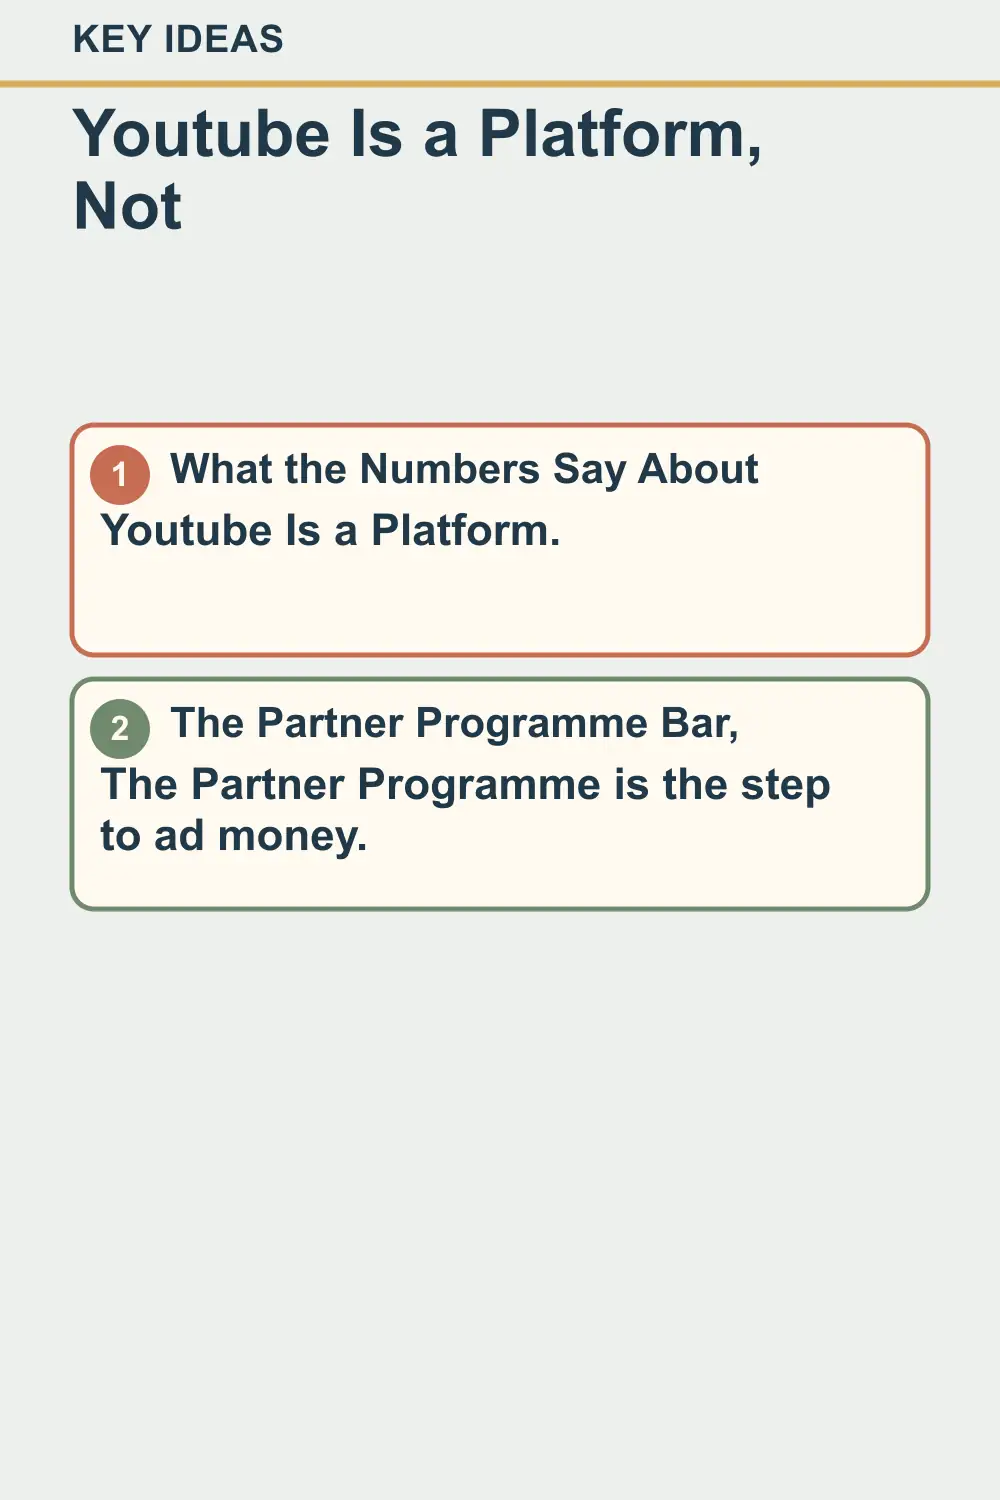 KEY IDEAS
Youtube Is a Platform,
Not
1 What the Numbers Say About
Youtube Is a Platform.
2 The Partner Programme Bar,
The Partner Programme is the step
to ad money.